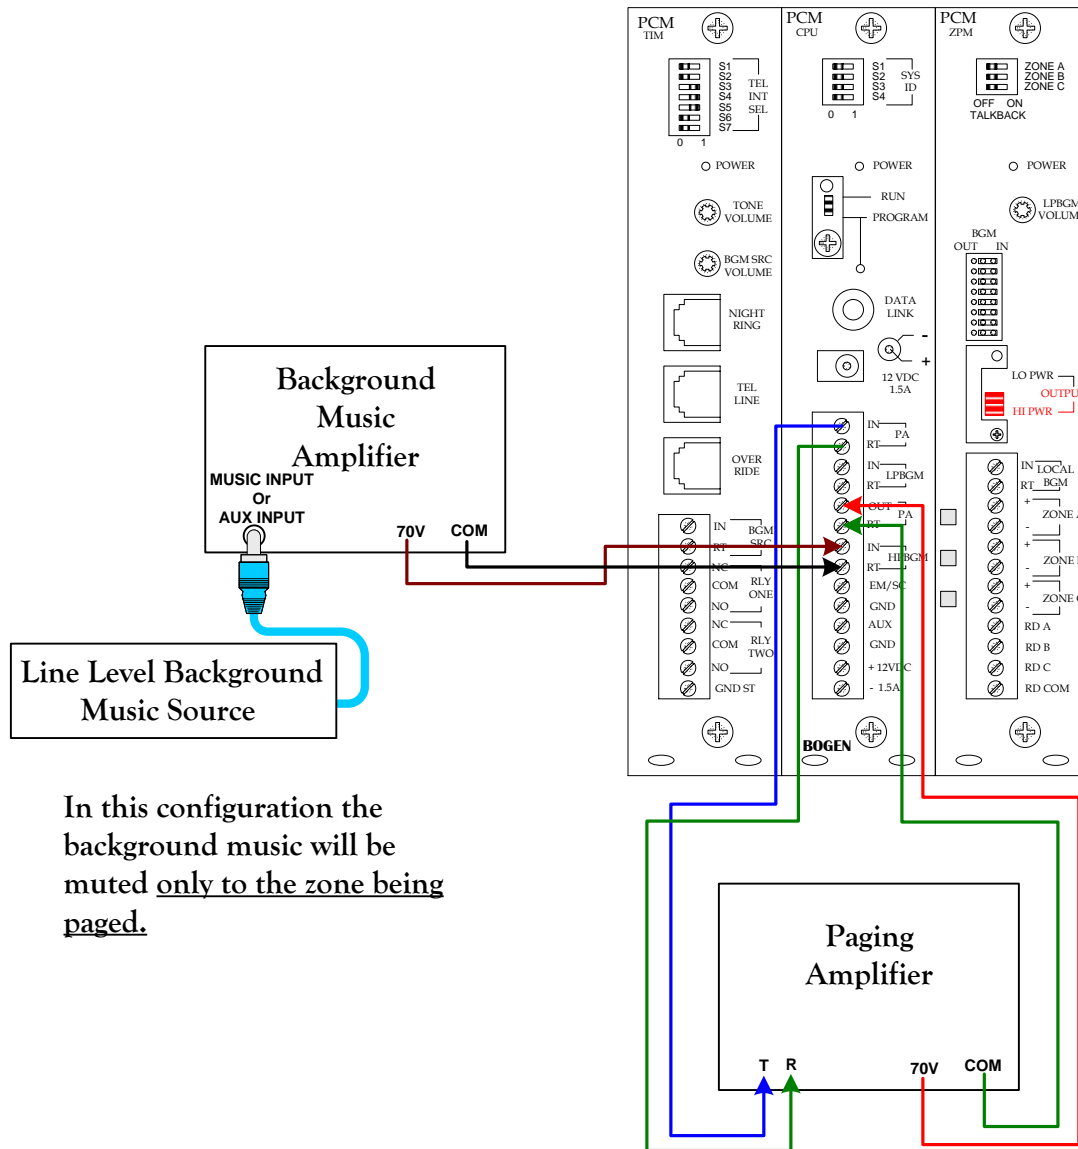 PCM
TIM
S1
S2
S3
S4
S5
S6
S7
TEL
INT
SEL
0 1
POWER
TONE
VOLUME
BGM SRC
VOLUME
NIGHT
RING
TEL
LINE
OVER
RIDE
IN
RT
BGM
SRC
NC
COM
NO
RLY
ONE
NC
COM
NO
RLY
TWO
GND ST
PCM
CPU
S1
S2
S3
S4
SYS
ID
0 1
POWER
RUN
PROGRAM
DATA
LINK
-
+
12 VDC
1.5A
IN
RT
PA
IN
RT
LPBGM
OUT
RT
PA
IN
RT
HPBGM
EM/SC
GND
AUX
GND
+ 12VDC
- 1.5A
BOGEN
PCM
ZPM
ZONE A
ZONE B
ZONE C
OFF ON
TALKBACK
POWER
LPBGM
BGM
OUT IN
LO PWR
HI PWR
IN
RT
LOCAL
BGM
+
-
ZONE
+
-
ZONE
+
-
ZONE
RD A
RD B
RD C
RD COM
Background
Music
Amplifier
MUSIC INPUT
Or
AUX INPUT
70V COM
Line Level Background
Music Source
In this configuration the
background music will be
muted only to the zone being
paged.
Paging
Amplifier
T R 70V COM